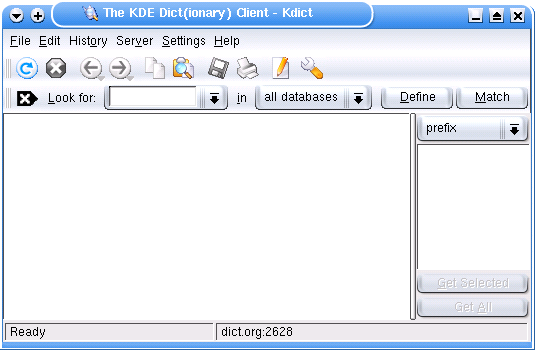 The KDE Dict(ionary) Client - Kdict
File Edit History Server Settings Help
Look for: in all databases Define Match
prefix
Get Selected
Get All
Ready dict.org:2628